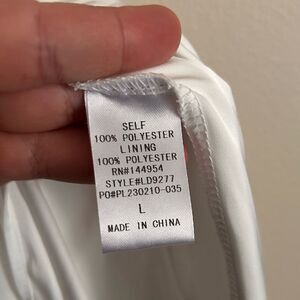 SELF
100% POLYESTER
LINING
100% POLYESTER
RN#144954
STYLE#LD9277
PO#PL230210-035
L
MADE IN CHINA